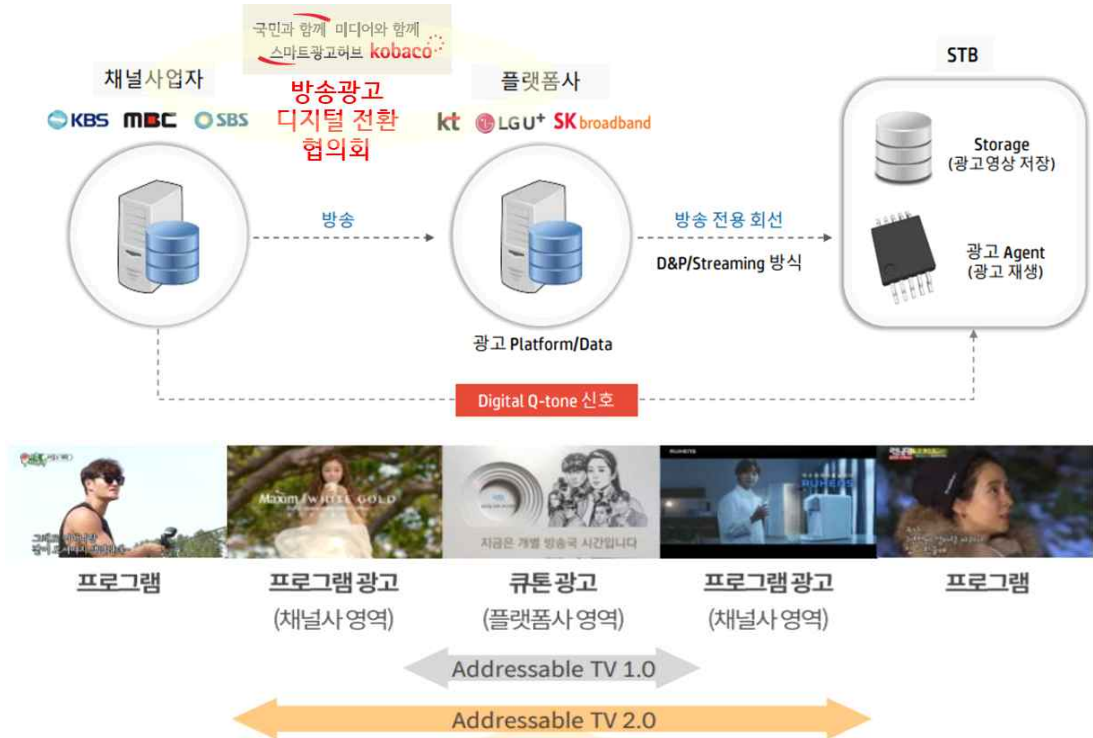 국민과 함께 미디어와 함께
스마트광고허브 kobaco
채널사업자
방송광고
디지털 전환
협의회
플랫폼사
STB
KBS MBC SBS
kt LG U+ SK broadband
Storage
(광고영상 저장)
방송
방송 전용 회선
D&P/Streaming 방식
광고 Agent
(광고 재생)
광고 Platform/Data
Digital Q-tone 신호
Maxim WHITE GOLD
지금은 개별 방송국 시간입니다
RUHENS
RUHENS
프로그램
프로그램 광고
큐톤 광고
프로그램 광고
프로그램
(채널사 영역)
(플랫폼사 영역)
(채널사 영역)
Addressable TV 1.0
Addressable TV 2.0